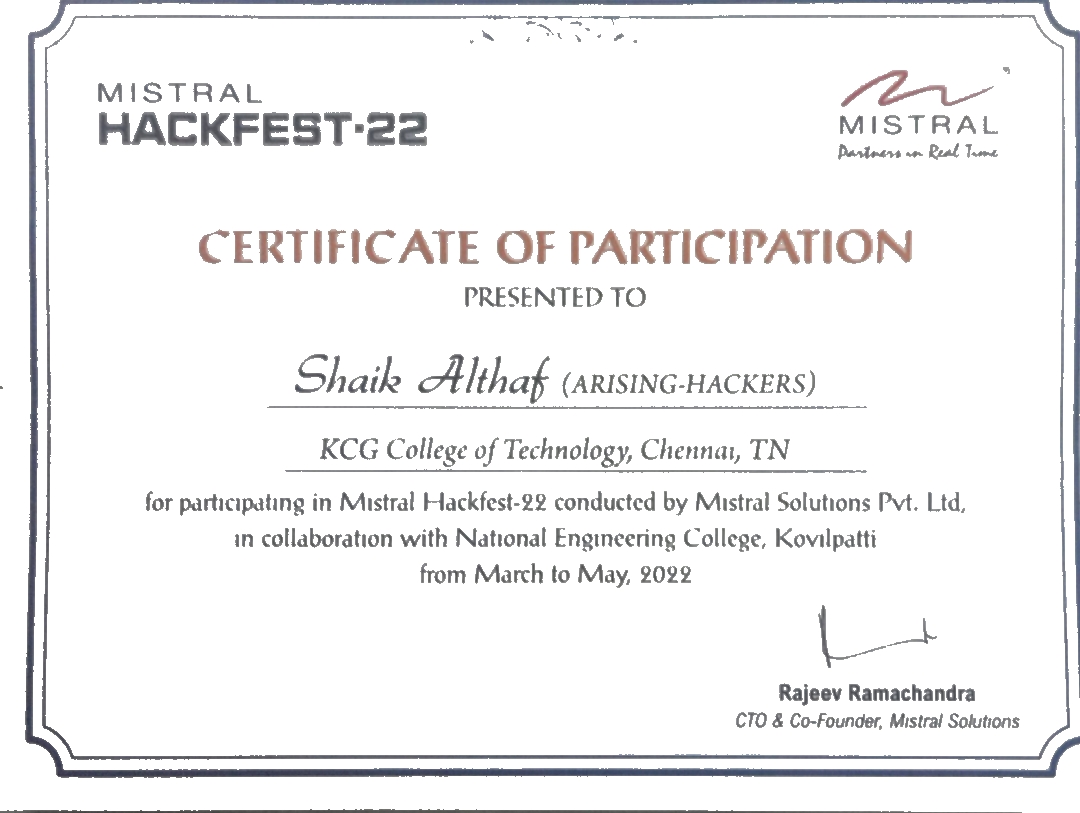 MISTRAL
HACKFEST-22
MISTRAL
Partners in Real Time
CERTIFICATE OF PARTICIPATION
PRESENTED TO
Shaik Althaf (ARISING-HACKERS)
KCG College of Technology, Chennai, TN
for participating in Mistral Hackfest-22 conducted by Mistral Solutions Pvt. Ltd,
in collaboration with National Engineering College, Kovilpatti
from March to May, 2022
Rajeev Ramachandra
CTO & Co-Founder, Mistral Solutions